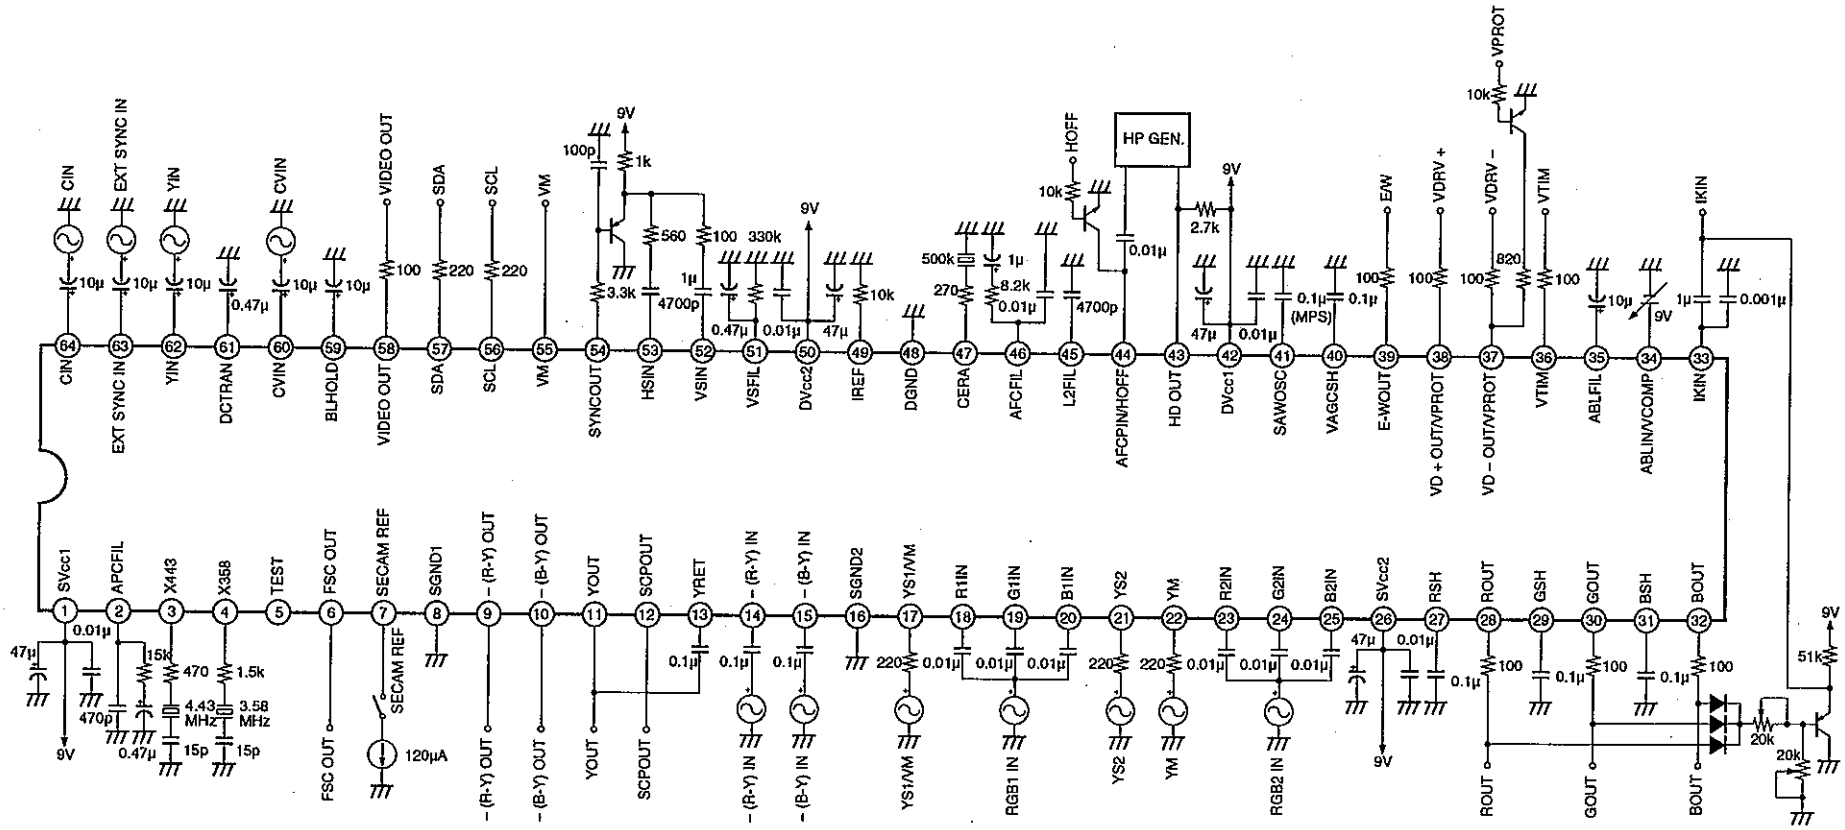 VPROT
10k
CIN
EXT SYNC IN
YIN
CVIN
VIDEO OUT
SDA
SCL
VM
9V
100p
1k
HOFF
HP GEN.
9V
E/W
VDRV +
VDRV −
VTIM
IKIN
10µ
10µ
10µ
0.47µ
10µ
10µ
100
220
220
3.3k
560
4700p
100
1µ
330k
0.47µ
0.01µ
9V
47µ
10k
500k
270
1µ
8.2k
0.01µ
4700p
10k
0.01µ
2.7k
47µ
0.01µ
0.1µ
(MPS)
0.1µ
100
100
100
820
100
10µ
9V
1µ
0.001µ
64 63 62 61 60 59 58 57 56 55 54 53 52 51 50 49 48 47 46 45 44 43 42 41 40 39 38 37 36 35 34 33
CIN
EXT SYNC IN
YIN
DCTRAN
CVIN
BLHOLD
VIDEO OUT
SDA
SCL
VM
SYNCOUT
HSIN
VSIN
VSFIL
DVcc2
IREF
DGND
CERA
AFCFIL
L2FIL
AFCPIN/HOFF
HD OUT
DVcc1
SAWOSC
VAGCSH
E-WOUT
VD + OUT/VPROT
VD − OUT/VPROT
VTIM
ABLFIL
ABLIN/VCOMP
IKIN
SVcc1
APCFIL
X443
X358
TEST
FSC OUT
SECAM REF
SGND1
− (R-Y) OUT
− (B-Y) OUT
YOUT
SCPOUT
YRET
− (R-Y) IN
− (B-Y) IN
SGND2
YS1/VM
R1IN
G1IN
B1IN
YS2
YM
R2IN
G2IN
B2IN
SVcc2
RSH
ROUT
GSH
GOUT
BSH
BOUT
1 2 3 4 5 6 7 8 9 10 11 12 13 14 15 16 17 18 19 20 21 22 23 24 25 26 27 28 29 30 31 32
47µ
0.01µ
9V
470p
15k
0.47µ
470
4.43
MHz
15p
1.5k
3.58
MHz
15p
FSC OUT
SECAM REF
120µA
− (R-Y) OUT
− (B-Y) OUT
YOUT
SCPOUT
0.1µ
0.1µ
− (R-Y) IN
0.1µ
− (B-Y) IN
220
YS1/VM
0.01µ
0.01µ
0.01µ
RGB1 IN
220
YS2
220
YM
0.01µ
0.01µ
0.01µ
RGB2 IN
47µ
0.01µ
9V
0.1µ
100
ROUT
0.1µ
100
GOUT
0.1µ
100
BOUT
20k
20k
51k
9V